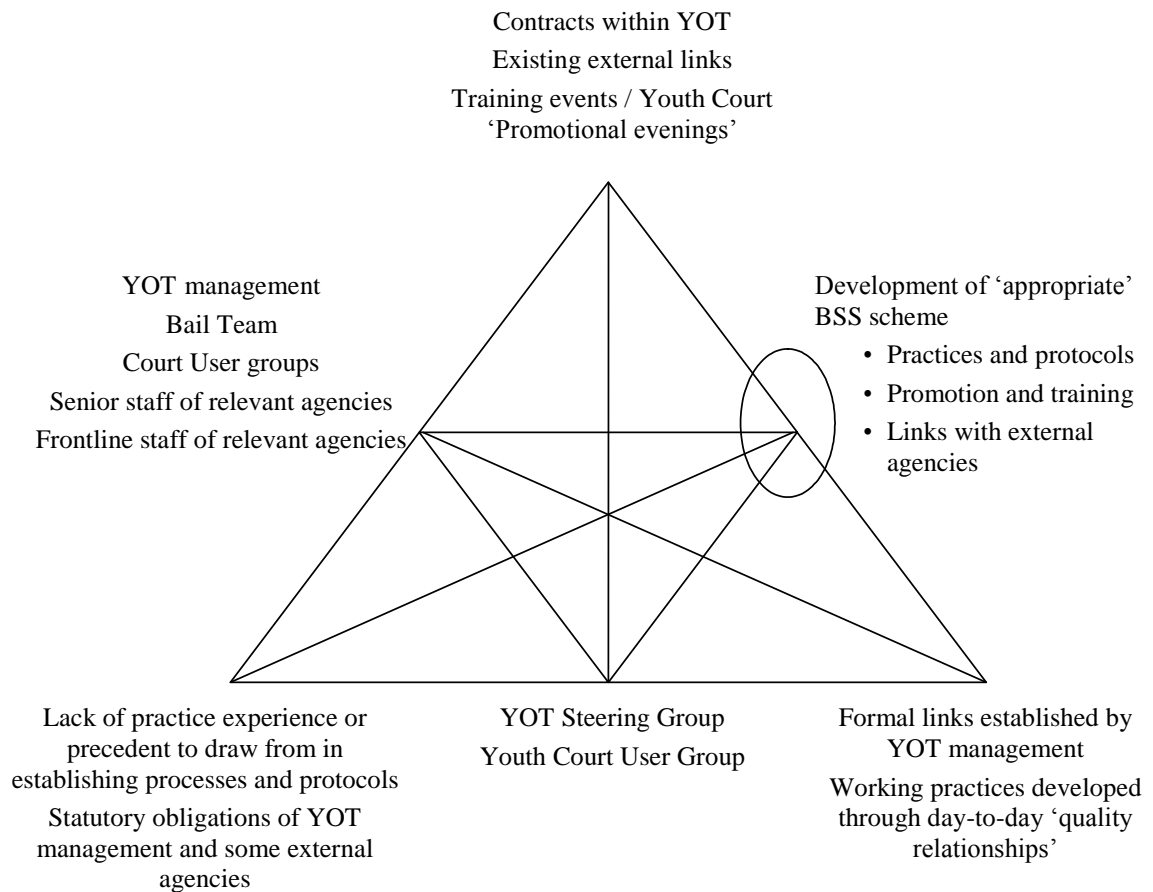 Contracts within YOT
Existing external links
Training events / Youth Court
‘Promotional evenings’
YOT management
Bail Team
Court User groups
Senior staff of relevant agencies
Frontline staff of relevant agencies
Development of ‘appropriate’
BSS scheme
• Practices and protocols
• Promotion and training
• Links with external
agencies
Lack of practice experience or
precedent to draw from in
establishing processes and protocols
Statutory obligations of YOT
management and some external
agencies
YOT Steering Group
Youth Court User Group
Formal links established by
YOT management
Working practices developed
through day-to-day ‘quality
relationships’